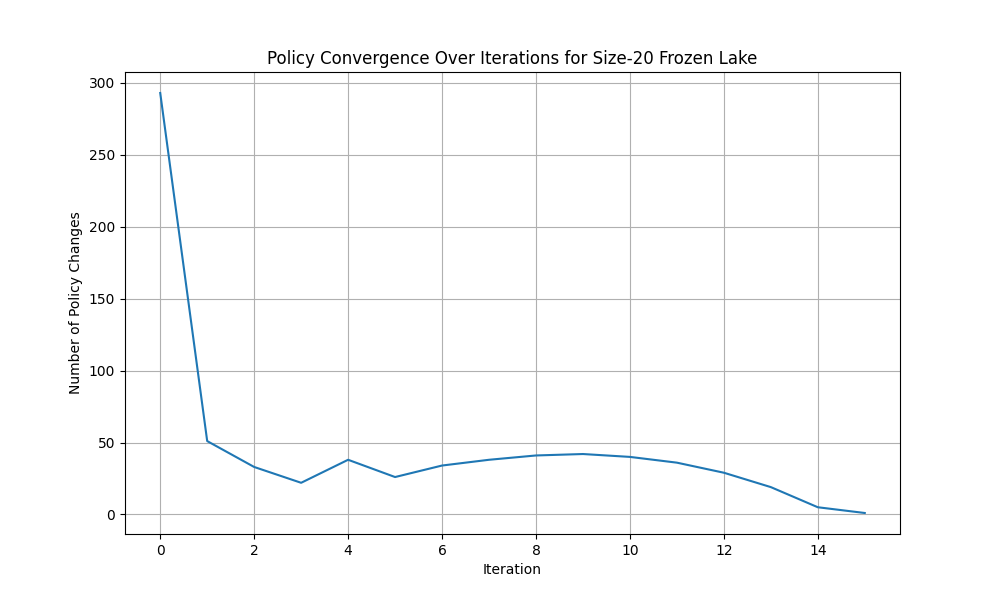 Policy Convergence Over Iterations for Size-20 Frozen Lake
300
250
200
150
100
50
0
Number of Policy Changes
0 2 4 6 8 10 12 14
Iteration